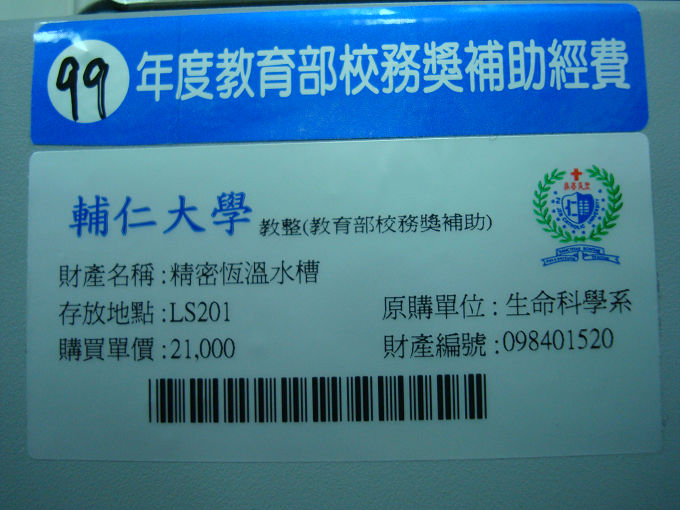 99年度教育部校務獎補助經費
輔仁大學 教整(教育部校務獎補助)
財產名稱:精密恆溫水槽
存放地點:LS201
原購單位:生命科學系
購買單價:21,000
財產編號:098401520